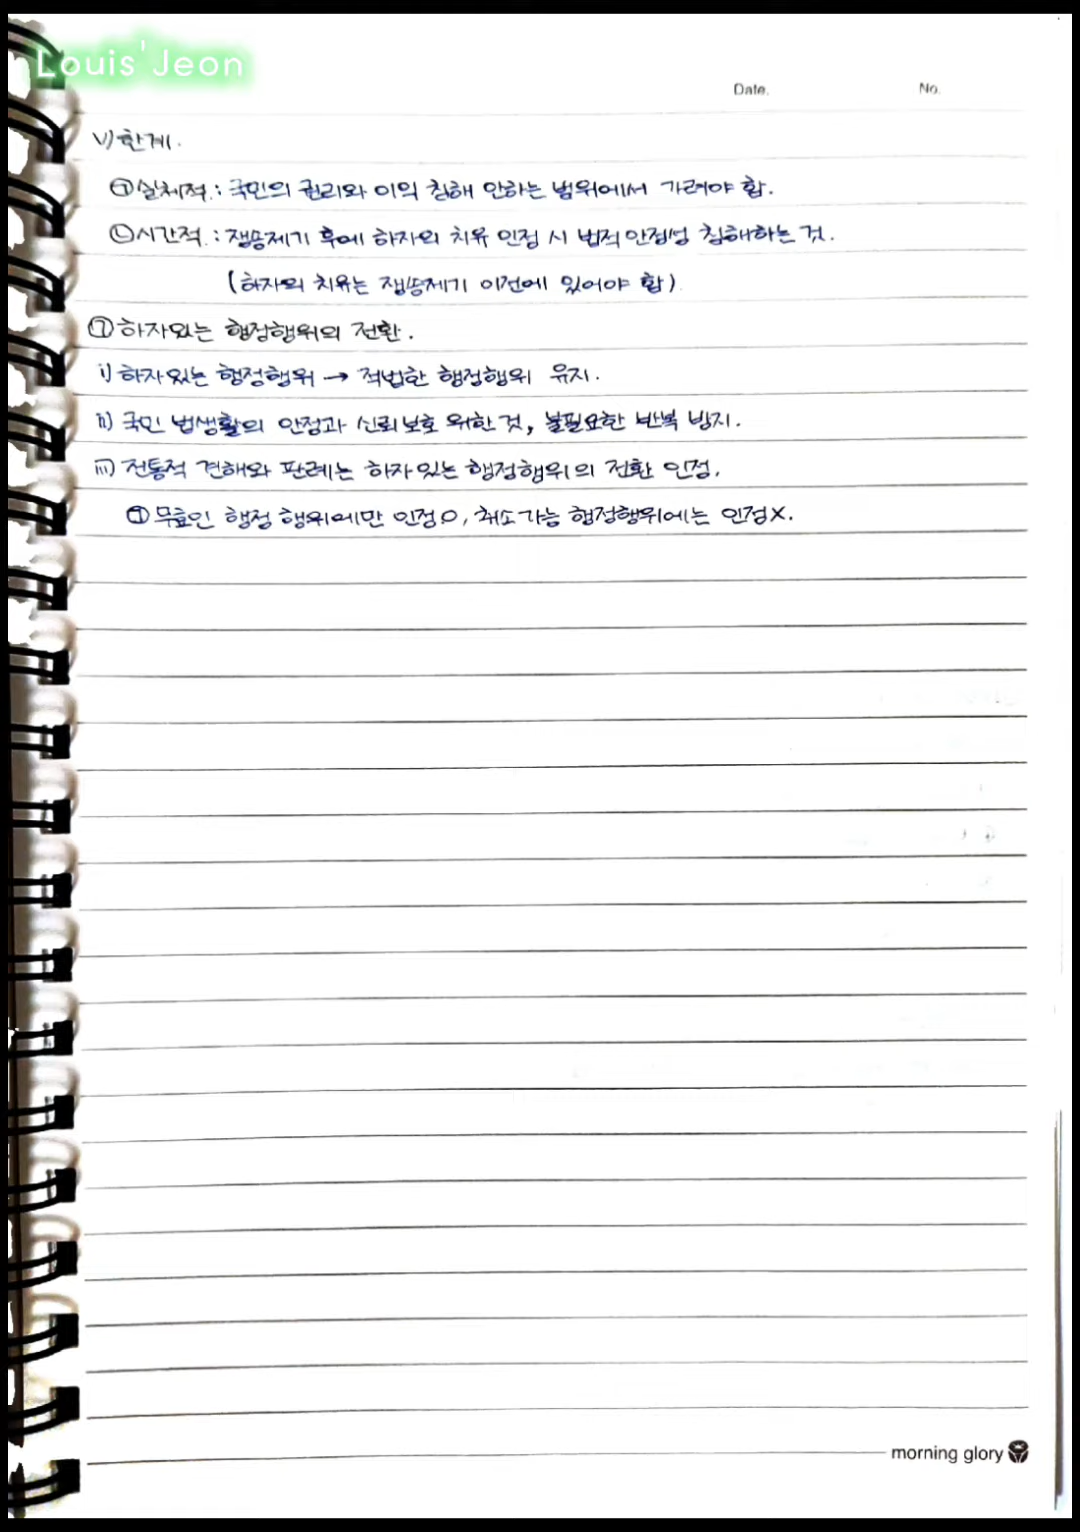 Louis'Jeon
Date. No.
v) 한계.
㉠ 실체적 : 국민의 권리와 이익 침해 안하는 범위에서 가려야 함.
㉡ 시간적 : 쟁송제기 후에 하자의 치유 인정 시 법적 안정성 침해하는 것.
(하자의 치유는 쟁송제기 이전에 있어야 함)
⑦ 하자있는 행정행위의 전환.
i) 하자있는 행정행위 → 적법한 행정행위 유지.
ii) 국민 법생활의 안정과 신뢰보호 위한 것, 불필요한 반복 방지.
iii) 전통적 견해와 판례는 하자있는 행정행위의 전환 인정.
㉠ 무효인 행정 행위에만 인정O, 취소가능 행정행위에는 인정X.
morning glory